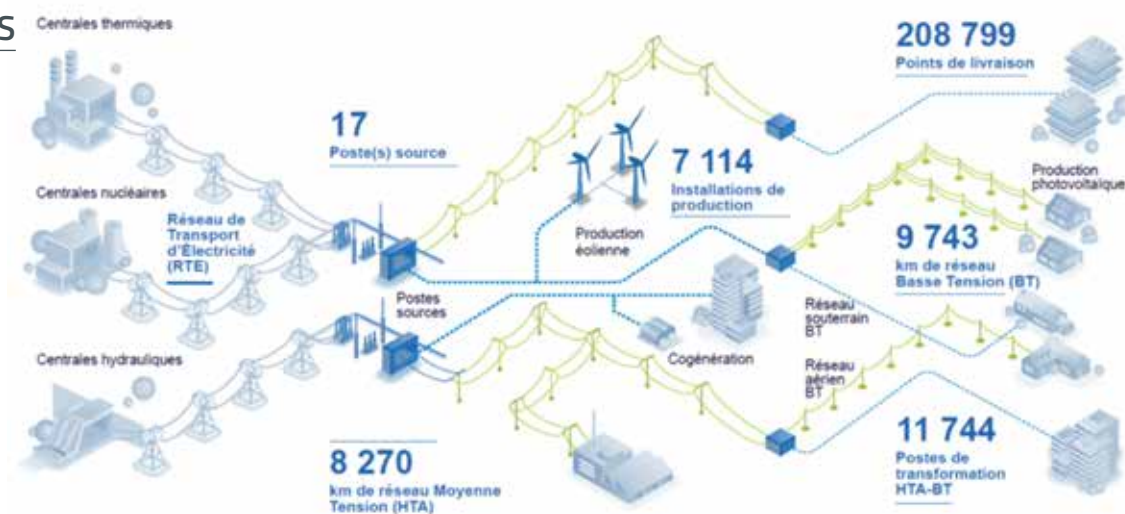 s
Centrales thermiques
208 799
Points de livraison
17
Poste(s) source
7 114
Installations de
production
Production
photovoltaïque
Centrales nucléaires
Réseau de
Transport
d'Électricité
(RTE)
Production
éolienne
9 743
km de réseau
Basse Tension (BT)
Postes
sources
Réseau
souterrain
BT
Centrales hydrauliques
Cogénération
Réseau
aérien
BT
8 270
km de réseau Moyenne
Tension (HTA)
11 744
Postes de
transformation
HTA-BT